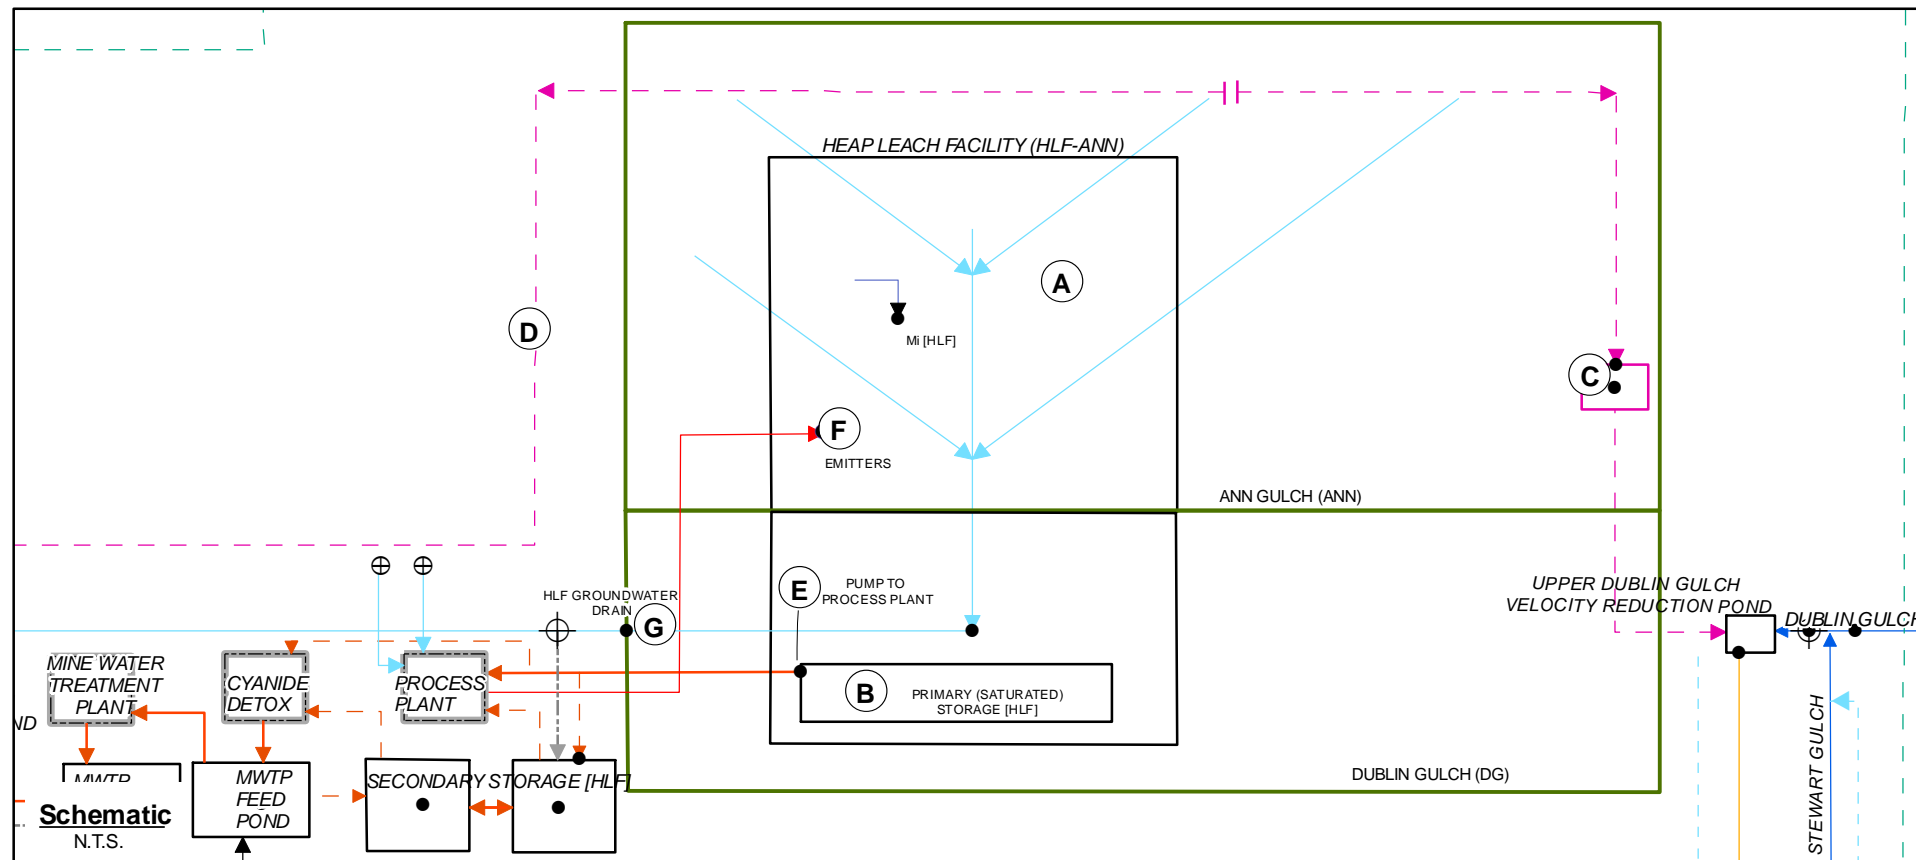 HEAP LEACH FACILITY (HLF-ANN)
A
Mi [HLF]
D
C
F
EMITTERS
ANN GULCH (ANN)
E
PUMP TO
PROCESS PLANT
HLF GROUNDWATER
DRAIN
G
UPPER DUBLIN GULCH
VELOCITY REDUCTION POND
DUBLIN GULCH
MINE WATER
TREATMENT
PLANT
CYANIDE
DETOX
PROCESS
PLANT
B
PRIMARY (SATURATED)
STORAGE [HLF]
ND
MWTP
MWTP
FEED
POND
SECONDARY STORAGE [HLF]
DUBLIN GULCH (DG)
STEWART GULCH
Schematic
N.T.S.